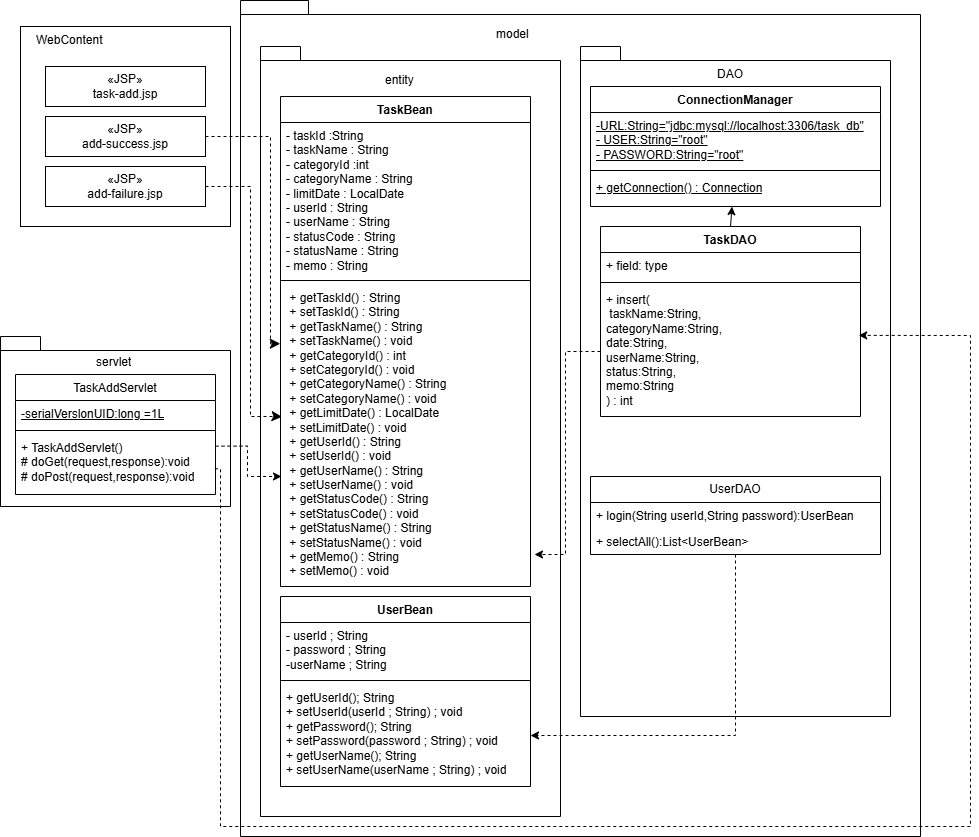 model
WebContent
«JSP»
task-add.jsp
«JSP»
add-success.jsp
«JSP»
add-failure.jsp
servlet
TaskAddServlet
-serialVersIonUID:long =1L
+ TaskAddServlet()
# doGet(request,response):void
# doPost(request,response):void
entity
TaskBean
- taskId :String
- taskName : String
- categoryId :int
- categoryName : String
- limitDate : LocalDate
- userId : String
- userName : String
- statusCode : String
- statusName : String
- memo : String
+ getTaskId() : String
+ setTaskId() : String
+ getTaskName() : String
+ setTaskName() : void
+ getCategoryId() : int
+ setCategoryId() : void
+ getCategoryName() : String
+ setCategoryName() : void
+ getLimitDate() : LocalDate
+ setLimitDate() : void
+ getUserId() : String
+ setUserId() : void
+ getUserName() : String
+ setUserName() : void
+ getStatusCode() : String
+ setStatusCode() : void
+ getStatusName() : String
+ setStatusName() : void
+ getMemo() : String
+ setMemo() : void
UserBean
- userId ; String
- password ; String
-userName ; String
+ getUserId(); String
+ setUserId(userId ; String) ; void
+ getPassword(); String
+ setPassword(password ; String) ; void
+ getUserName(); String
+ setUserName(userName ; String) ; void
DAO
ConnectionManager
-URL:String="jdbc:mysql://localhost:3306/task_db"
- USER:String="root"
- PASSWORD:String="root"
+ getConnection() : Connection
TaskDAO
+ field: type
+ insert(
taskName:String,
categoryName:String,
date:String,
userName:String,
status:String,
memo:String
) : int
UserDAO
+ login(String userId,String password):UserBean
+ selectAll():List<UserBean>